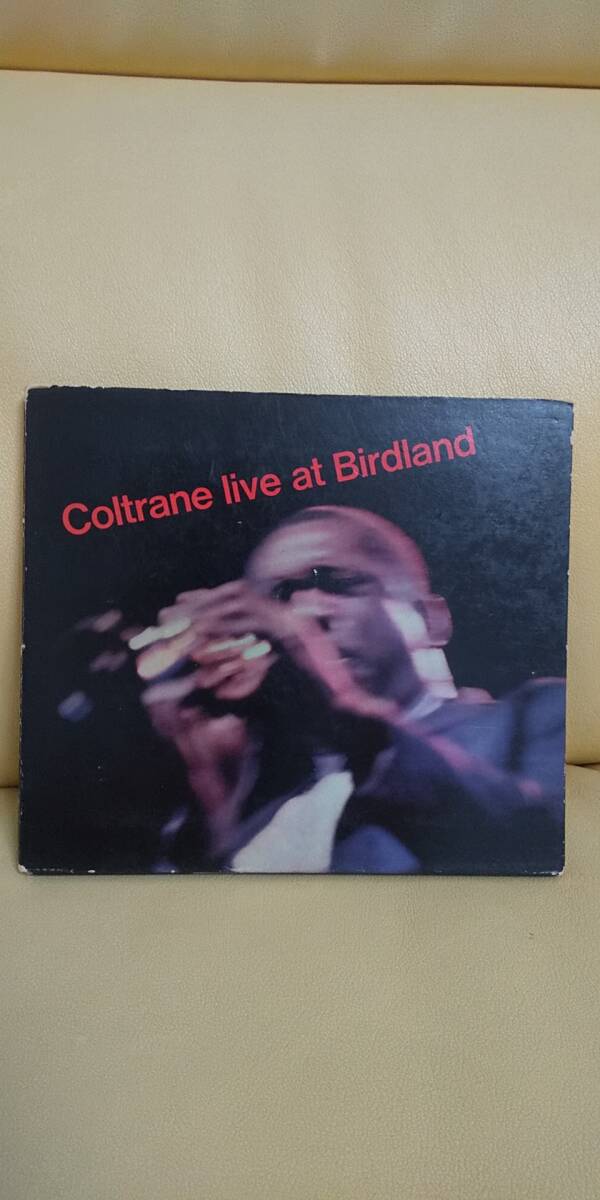 Coltrane live at Birdland